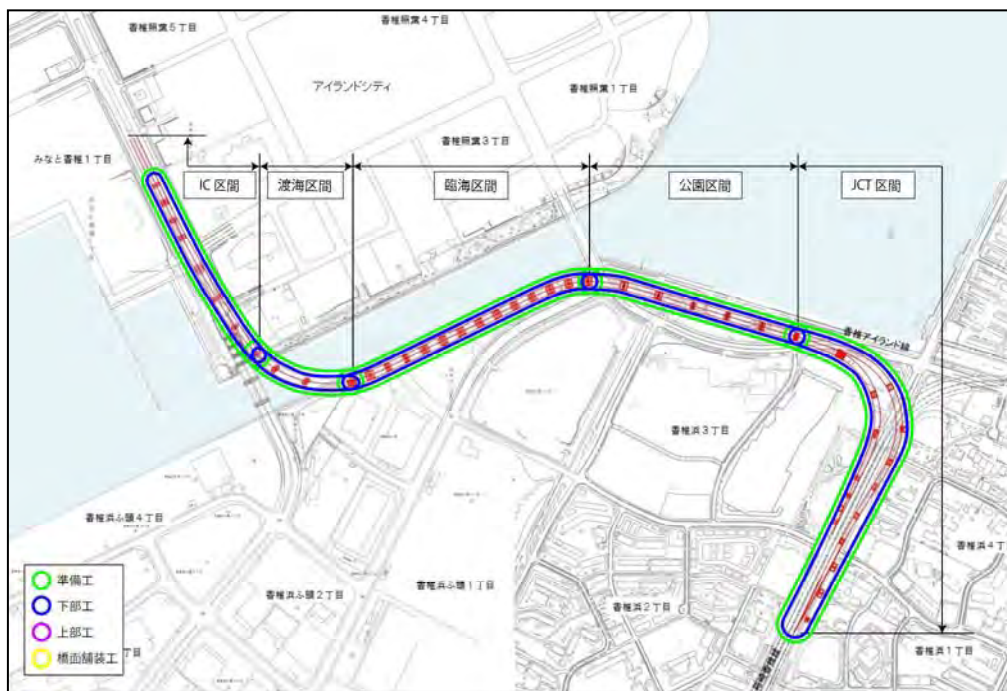 香椎照葉5丁目
香椎照葉4丁目
アイランドシティ
香椎照葉1丁目
香椎照葉3丁目
みなと香椎1丁目
IC 区間
渡海区間
臨海区間
公園区間
JCT 区間
香椎アイランド線
香椎浜3丁目
香椎浜ふ頭4丁目
香椎浜4丁
準備工
下部工
上部工
橋面舗装工
香椎浜ふ頭2丁目
香椎浜ふ頭1丁目
香椎浜2丁目
香椎浜1丁目
丁目